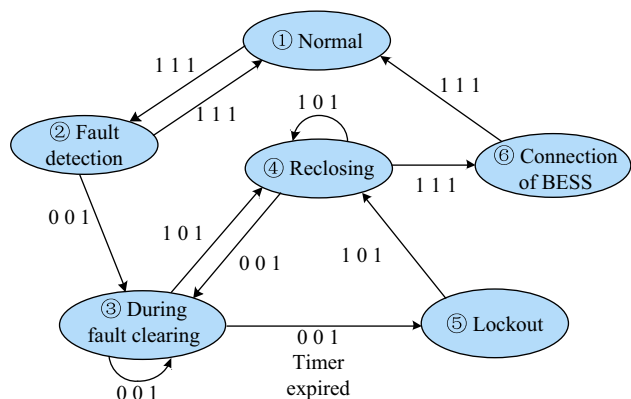 ① Normal
1 1 1
1 1 1
1 1 1
1 0 1
② Fault
detection
④ Reclosing
⑥ Connection
of BESS
1 1 1
0 0 1
1 0 1
0 0 1
1 0 1
③ During
fault clearing
⑤ Lockout
0 0 1
Timer
expired
0 0 1